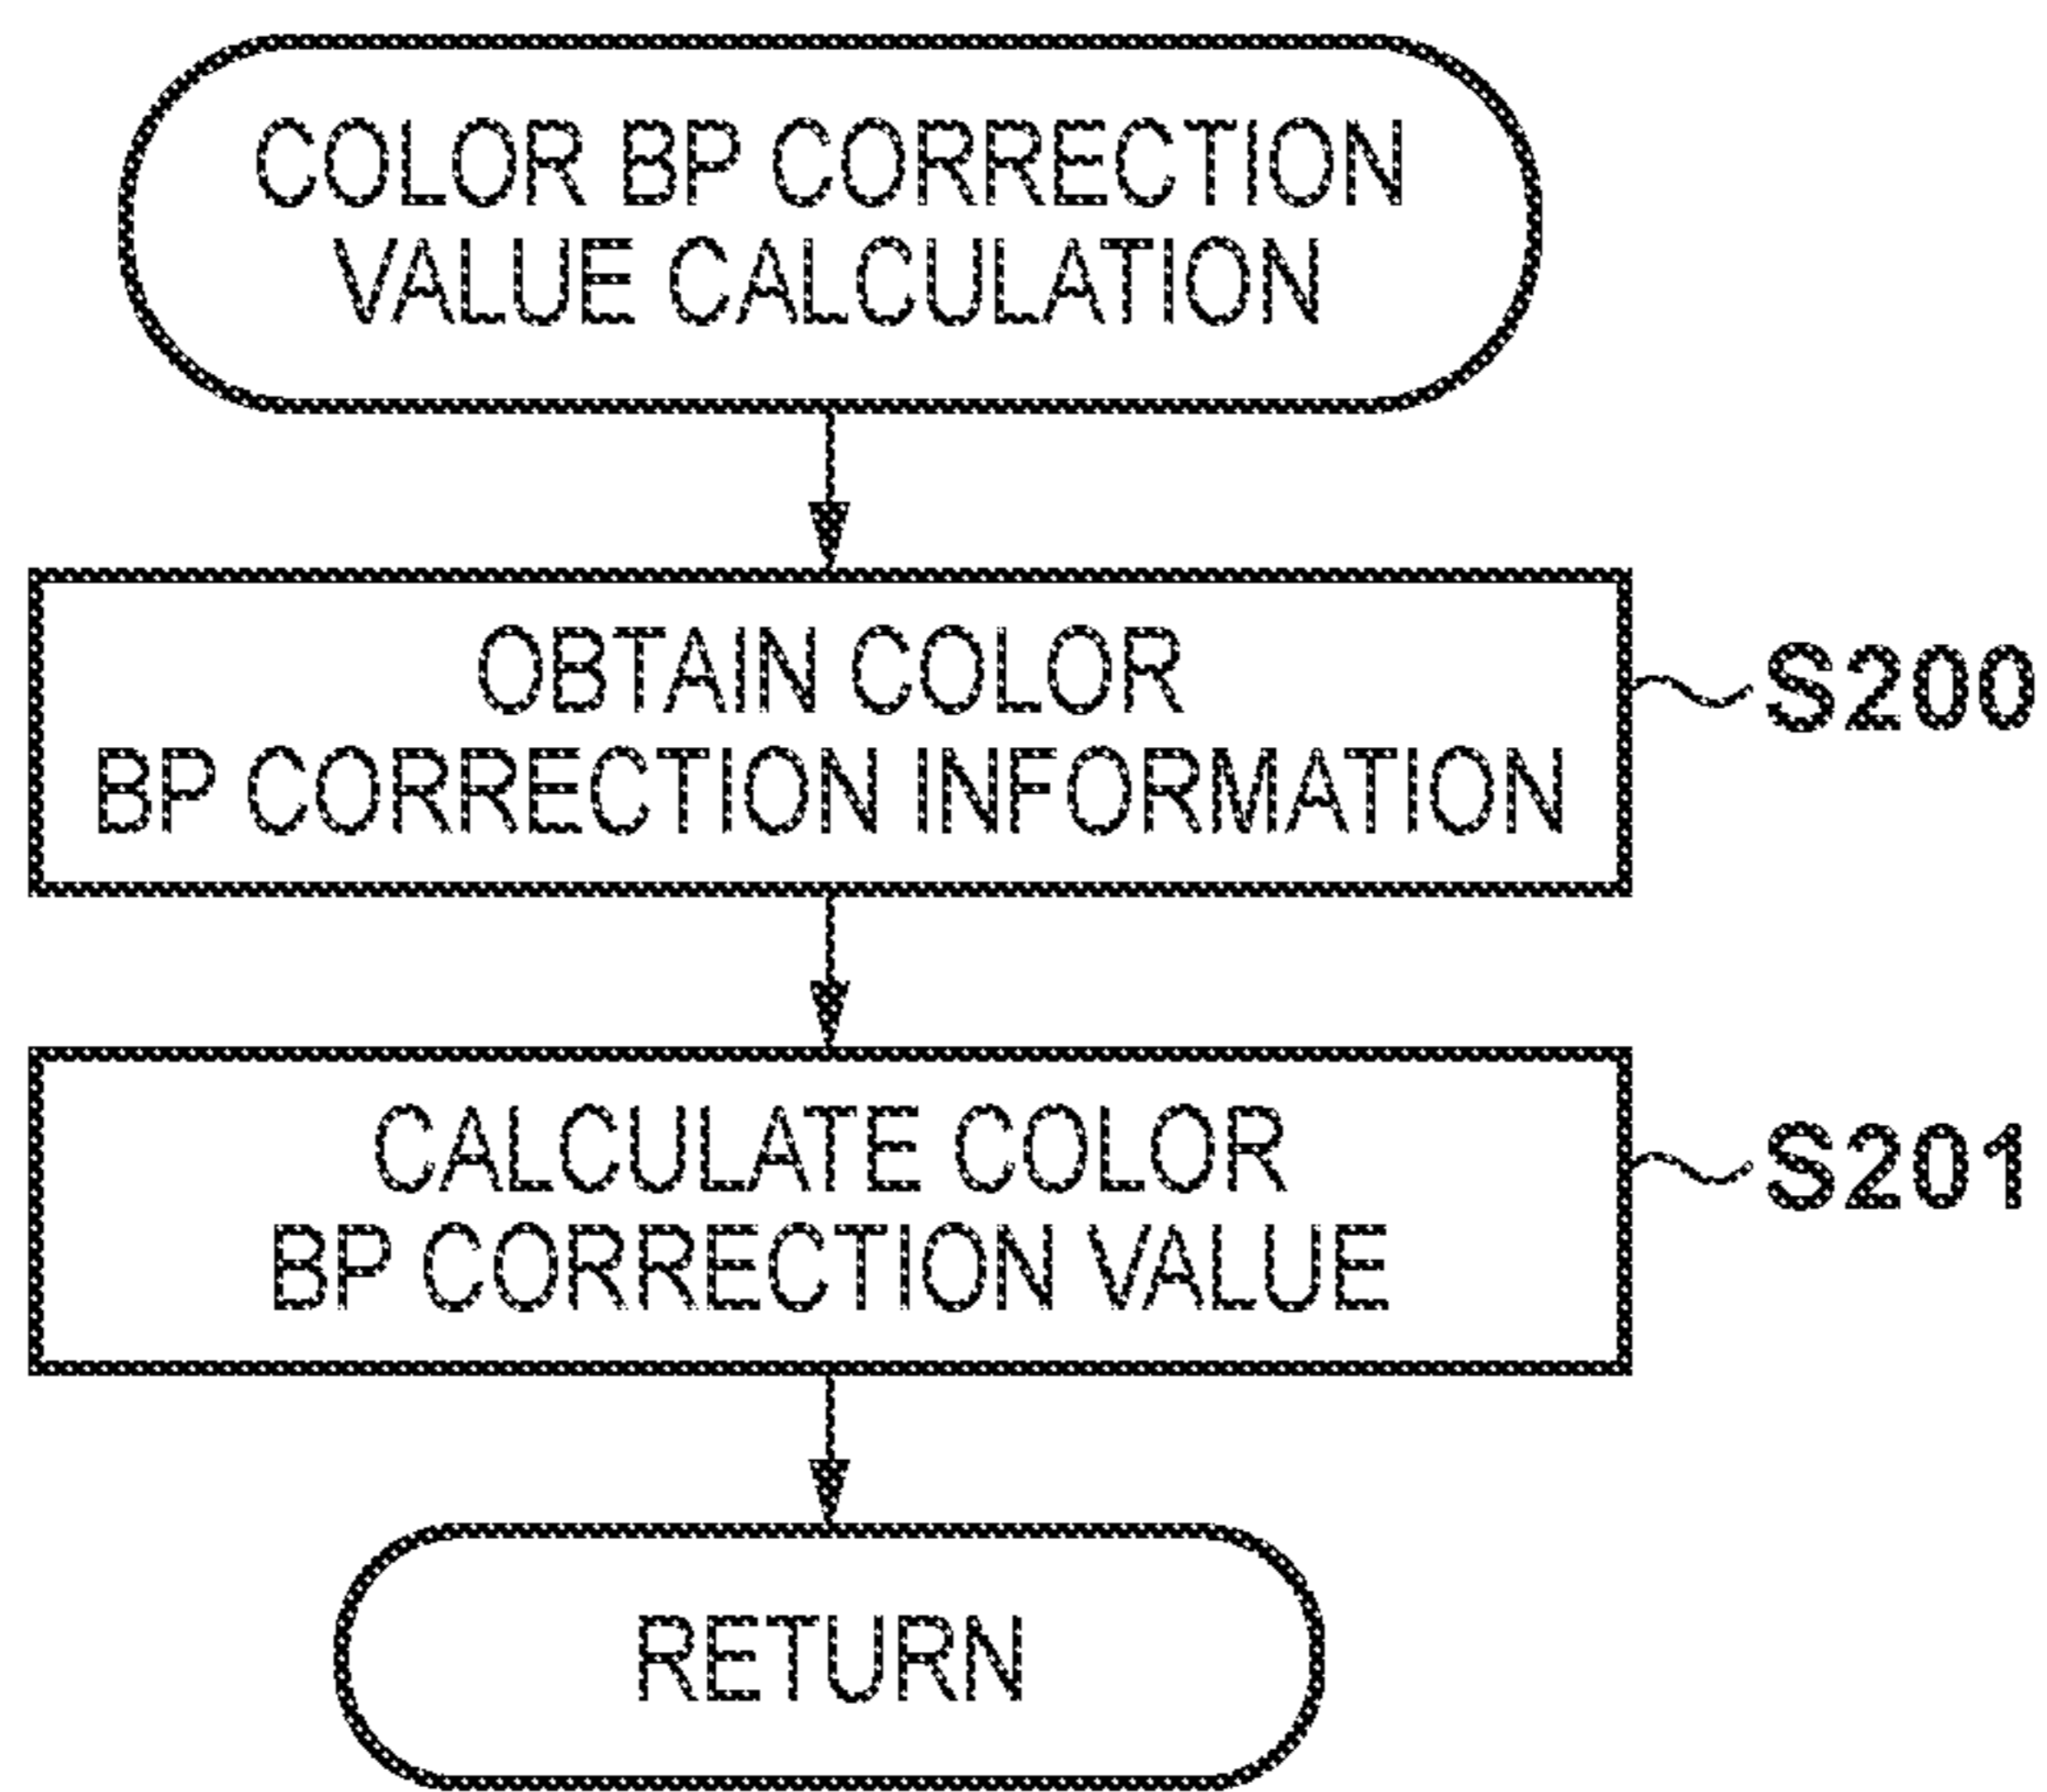 COLOR BP CORRECTION
VALUE CALCULATION
OBTAIN COLOR
BP CORRECTION INFORMATION
S200
CALCULATE COLOR
BP CORRECTION VALUE
S201
RETURN